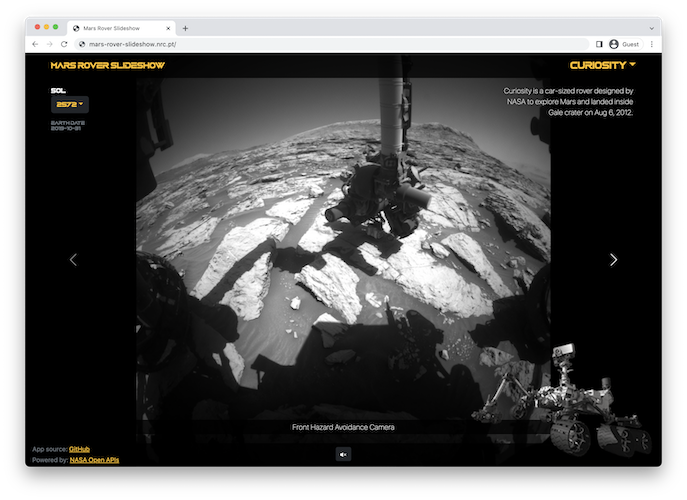 Mars Rover Slideshow
mars-rover-slideshow.nrc.pt/
Guest
MARS ROVER SLIDESHOW
CURIOSITY
SOL
2572
EARTH DATE
2019-10-31
Curiosity is a car-sized rover designed by
NASA to explore Mars and landed inside
Gale crater on Aug 6, 2012.
Front Hazard Avoidance Camera
App source: GitHub
Powered by: NASA Open APIs